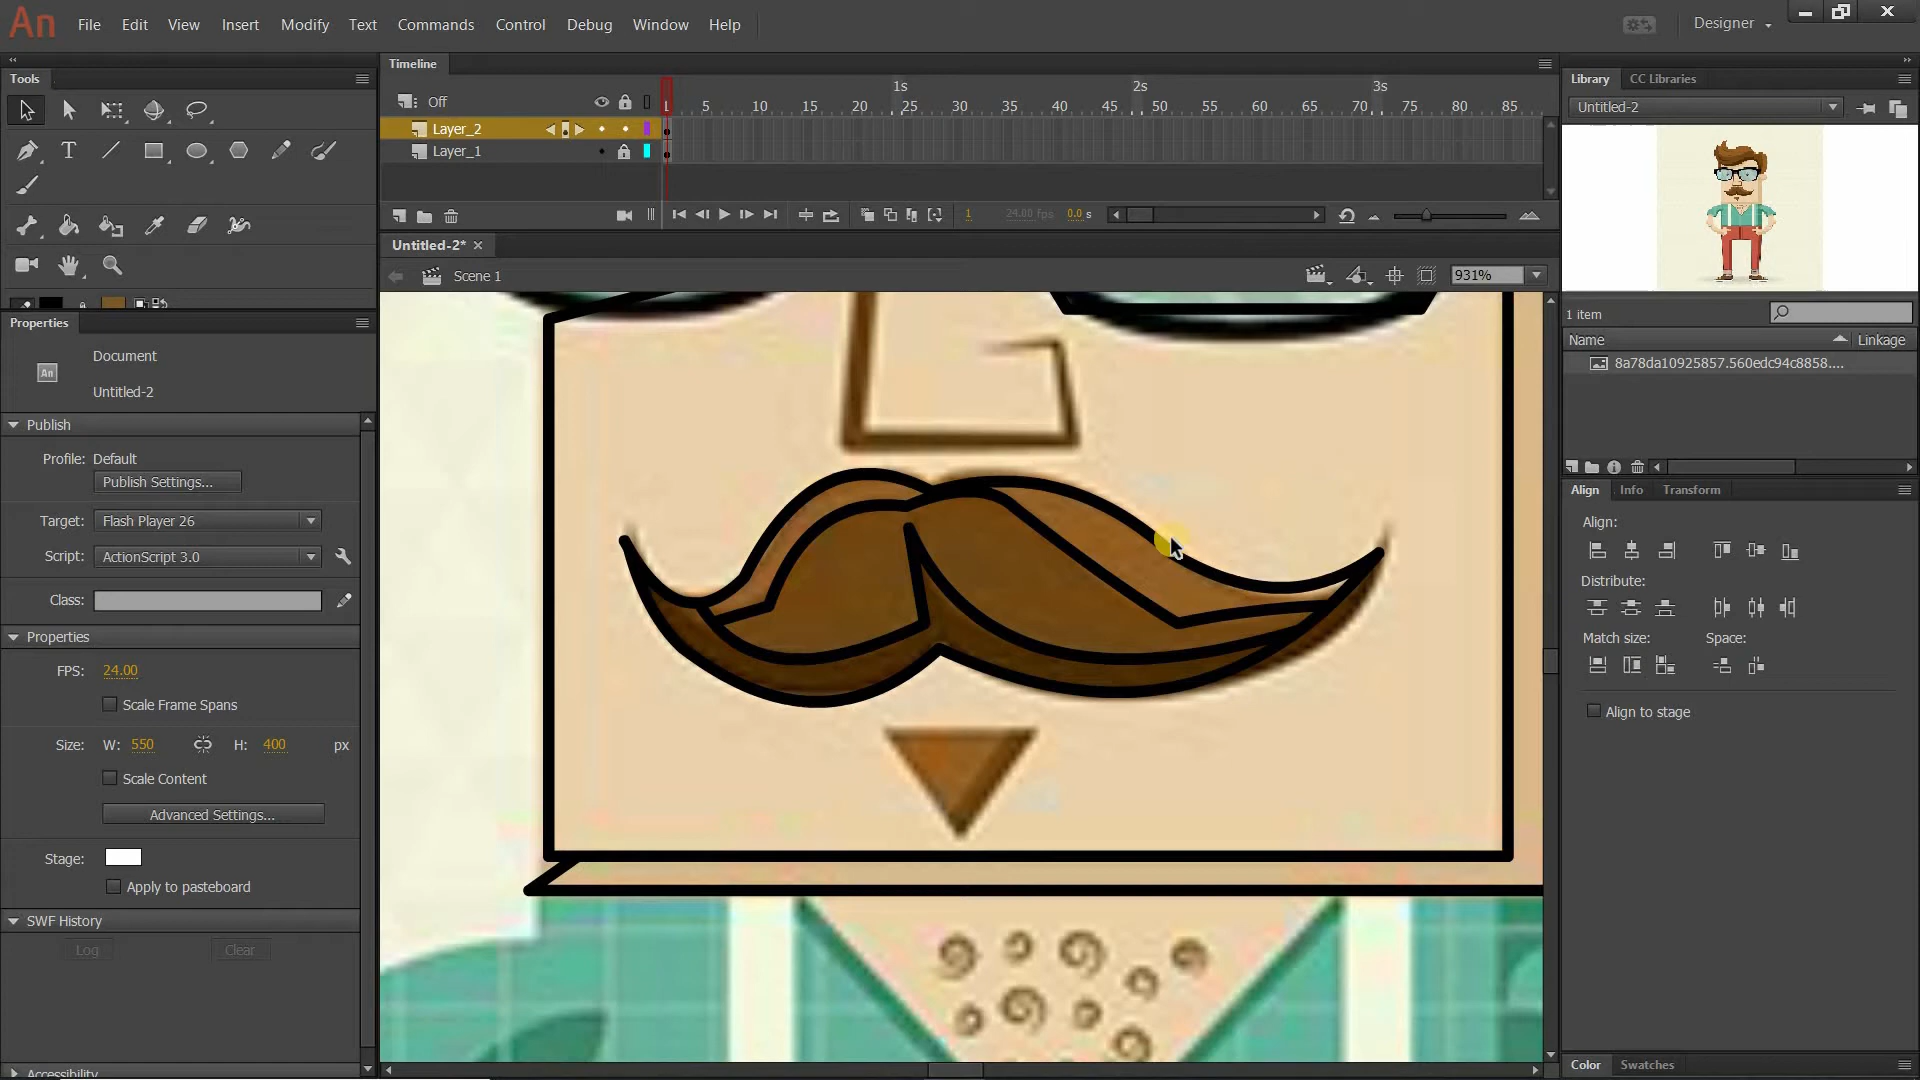 An File Edit View Insert Modify Text Commands Control Debug Window Help Designer
Tools
Timeline
Library CC Libraries
Off 1s 2s 3s
1 5 10 15 20 25 30 35 40 45 50 55 60 65 70 75 80 85
Untitled-2
Layer_2
Layer_1
1 24.00 fps 0.0 s
Untitled-2*
Scene 1 931%
Properties
1 item
Name Linkage
8a78da10925857.560edc94c8858....
An Document
Untitled-2
Publish
Profile: Default
Publish Settings...
Target: Flash Player 26
Script: ActionScript 3.0
Class:
Properties
FPS: 24.00
Scale Frame Spans
Size: W: 550 H: 400 px
Scale Content
Advanced Settings...
Stage:
Apply to pasteboard
SWF History
Log Clear
Accessibility
Align Info Transform
Align:
Distribute:
Match size: Space:
Align to stage
Color Swatches